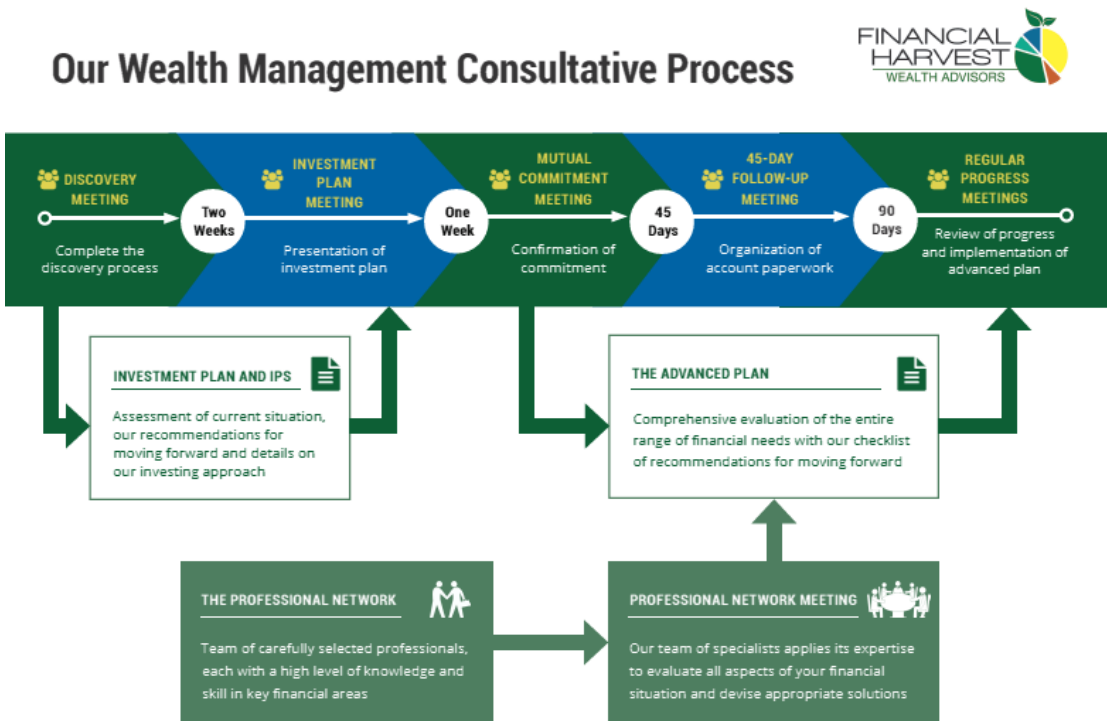 Our Wealth Management Consultative Process
FINANCIAL
HARVEST
WEALTH ADVISORS
DISCOVERY
MEETING
Complete the
discovery process
Two
Weeks
INVESTMENT
PLAN
MEETING
Presentation of
investment plan
One
Week
MUTUAL
COMMITMENT
MEETING
Confirmation of
commitment
45
Days
45-DAY
FOLLOW-UP
MEETING
Organization of
account paperwork
90
Days
REGULAR
PROGRESS
MEETINGS
Review of progress
and implementation of
advanced plan
INVESTMENT PLAN AND IPS
Assessment of current situation,
our recommendations for
moving forward and details on
our investing approach
THE ADVANCED PLAN
Comprehensive evaluation of the entire
range of financial needs with our checklist
of recommendations for moving forward
THE PROFESSIONAL NETWORK
Team of carefully selected professionals,
each with a high level of knowledge and
skill in key financial areas
PROFESSIONAL NETWORK MEETING
Our team of specialists applies its expertise
to evaluate all aspects of your financial
situation and devise appropriate solutions